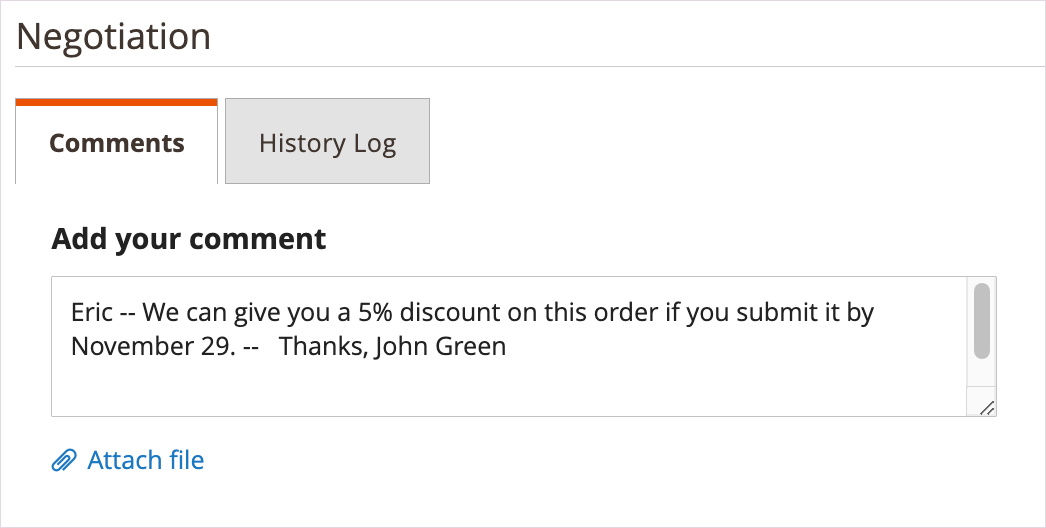 Negotiation
Comments
History Log
Add your comment
Eric -- We can give you a 5% discount on this order if you submit it by
November 29. --   Thanks, John Green
Attach file